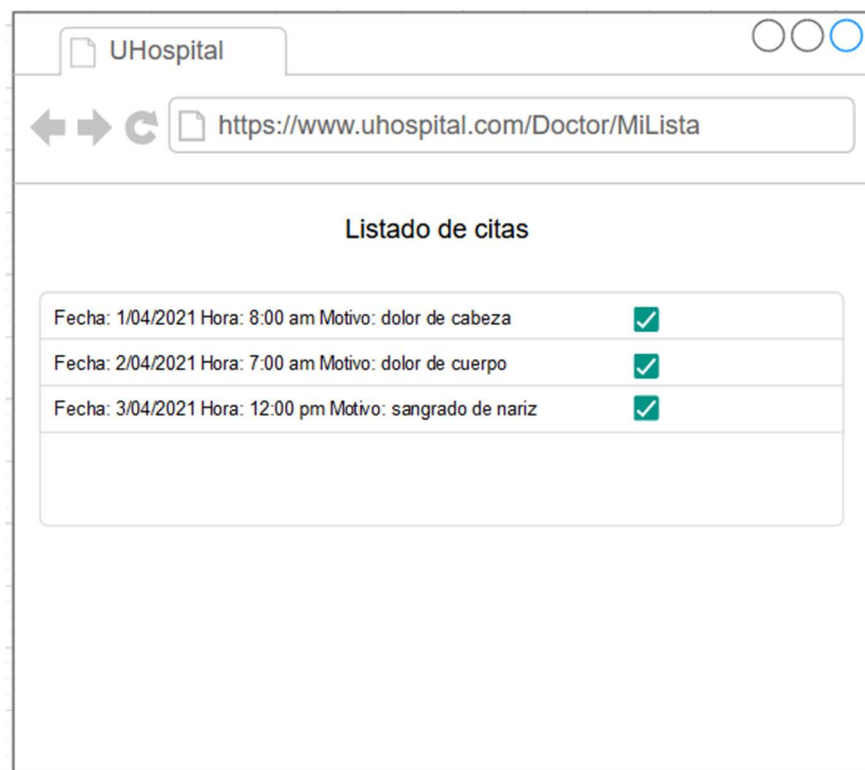 UHospital
https://www.uhospital.com/Doctor/MiLista
Listado de citas
Fecha: 1/04/2021 Hora: 8:00 am Motivo: dolor de cabeza
Fecha: 2/04/2021 Hora: 7:00 am Motivo: dolor de cuerpo
Fecha: 3/04/2021 Hora: 12:00 pm Motivo: sangrado de nariz